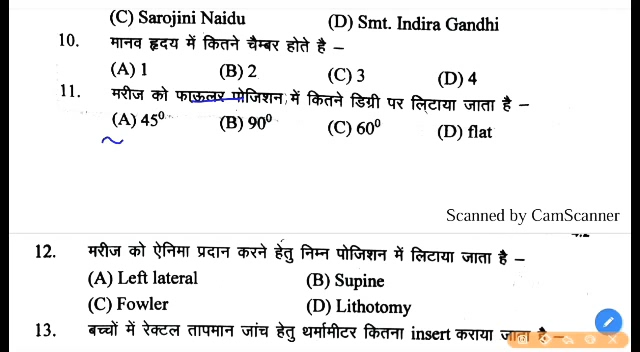 (C) Sarojini Naidu (D) Smt. Indira Gandhi
10. मानव हृदय में कितने चैम्बर होते है –
(A) 1 (B) 2 (C) 3 (D) 4
11. मरीज को फाऊलर पोजिशन में कितने डिग्री पर लिटाया जाता है –
(A) 45⁰ (B) 90⁰ (C) 60⁰ (D) flat
Scanned by CamScanner
12. मरीज को ऐनिमा प्रदान करने हेतु निम्न पोजिशन में लिटाया जाता है –
(A) Left lateral (B) Supine
(C) Fowler (D) Lithotomy
13. बच्चों में रेक्टल तापमान जांच हेतु थर्मामीटर कितना insert कराया जाता है –